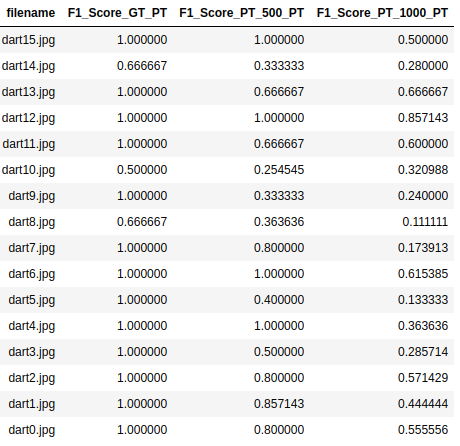 filename F1_Score_GT_PT F1_Score_PT_500_PT F1_Score_PT_1000_PT
dart15.jpg 1.000000 1.000000 0.500000
dart14.jpg 0.666667 0.333333 0.280000
dart13.jpg 1.000000 0.666667 0.666667
dart12.jpg 1.000000 1.000000 0.857143
dart11.jpg 1.000000 0.666667 0.600000
dart10.jpg 0.500000 0.254545 0.320988
dart9.jpg 1.000000 0.333333 0.240000
dart8.jpg 0.666667 0.363636 0.111111
dart7.jpg 1.000000 0.800000 0.173913
dart6.jpg 1.000000 1.000000 0.615385
dart5.jpg 1.000000 0.400000 0.133333
dart4.jpg 1.000000 1.000000 0.363636
dart3.jpg 1.000000 0.500000 0.285714
dart2.jpg 1.000000 0.800000 0.571429
dart1.jpg 1.000000 0.857143 0.444444
dart0.jpg 1.000000 0.800000 0.555556